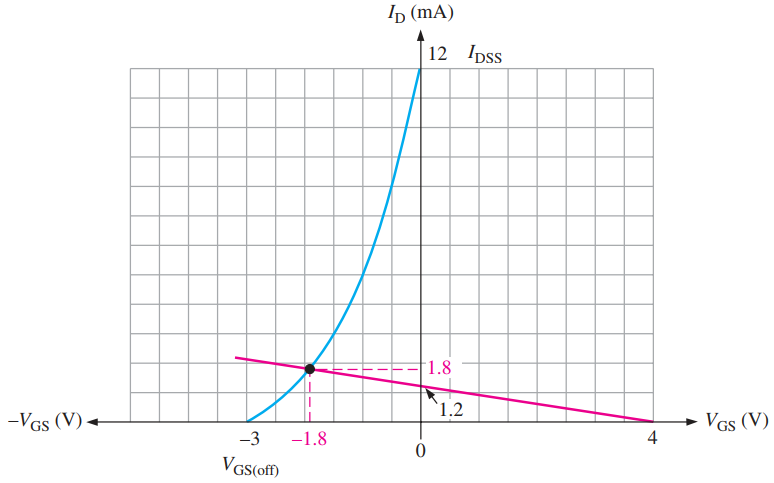 I_D (mA)
12 I_DSS
1.8
1.2
–V_GS (V)
V_GS (V)
–3 –1.8 0 4
V_GS(off)